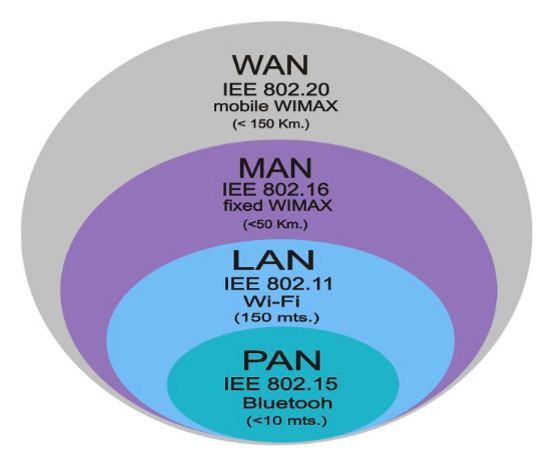 WAN
IEE 802.20
mobile WIMAX
(< 150 Km.)
MAN
IEE 802.16
fixed WIMAX
(<50 Km.)
LAN
IEE 802.11
Wi-Fi
(150 mts.)
PAN
IEE 802.15
Bluetooh
(<10 mts.)